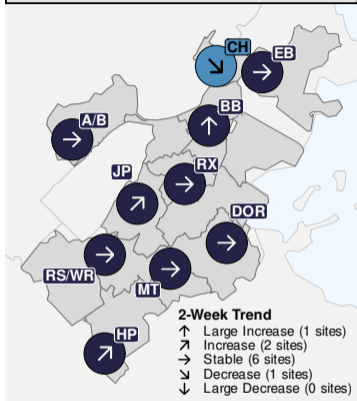 CH
EB
BB
A/B
RX
JP
DOR
RS/WR
MT
HP
2-Week Trend
↑ Large Increase (1 sites)
↗ Increase (2 sites)
→ Stable (6 sites)
↘ Decrease (1 sites)
↓ Large Decrease (0 sites)